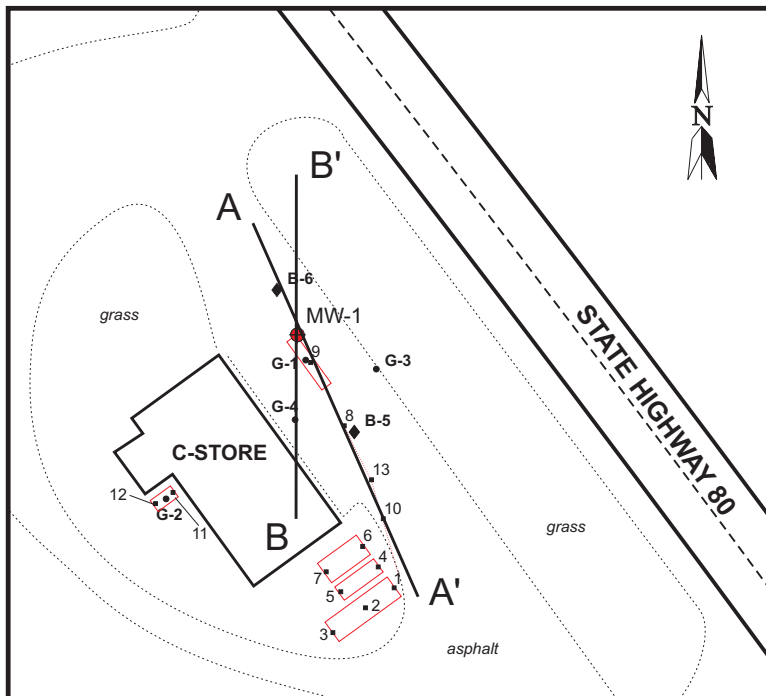 N
B'
A
B-6
grass
MW-1
9
G-1
G-3
STATE HIGHWAY 80
G-4
8
B-5
C-STORE
13
12
G-2
11
10
B
grass
6
4
7
1
5
A'
2
3
asphalt